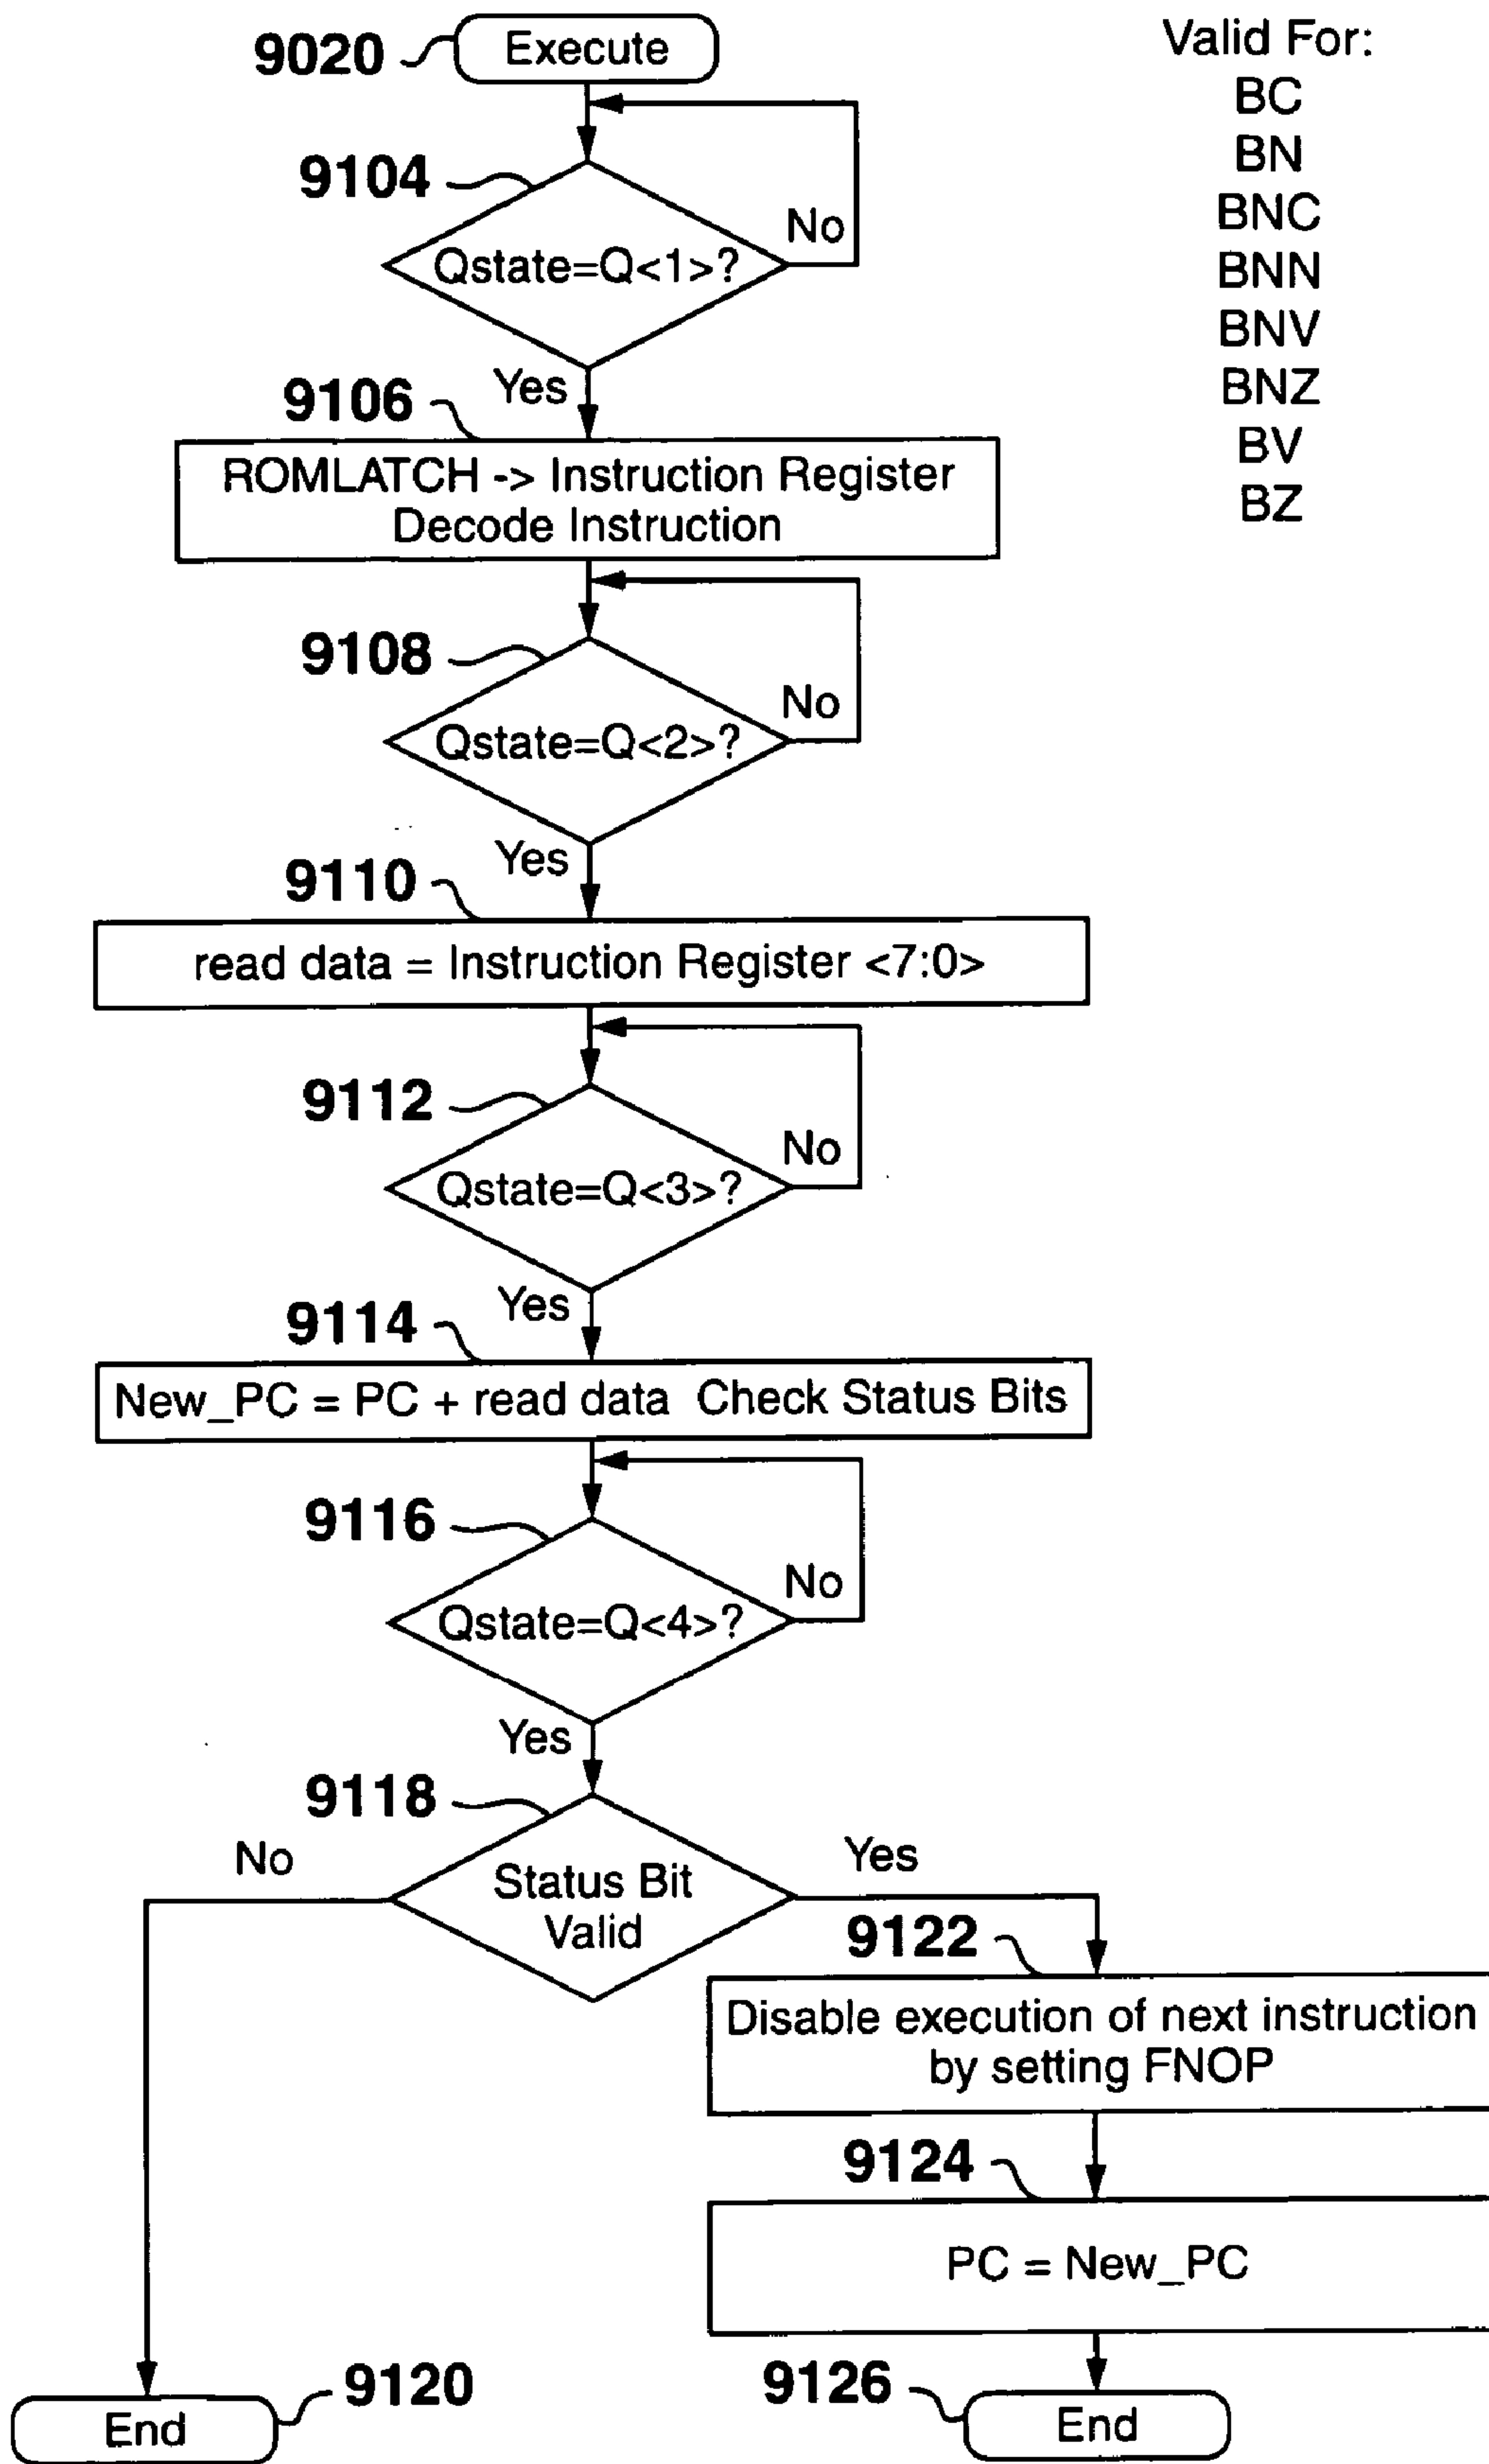 9020
Execute
Valid For:
BC
BN
BNC
BNN
BNV
BNZ
BV
BZ
9104
No
Qstate=Q<1>?
Yes
9106
ROMLATCH -> Instruction Register
Decode Instruction
9108
No
Qstate=Q<2>?
Yes
9110
read data = Instruction Register <7:0>
9112
No
Qstate=Q<3>?
Yes
9114
New_PC = PC + read data  Check Status Bits
9116
No
Qstate=Q<4>?
Yes
9118
No
Yes
Status Bit
Valid
9122
Disable execution of next instruction
by setting FNOP
9124
PC = New_PC
9120
End
9126
End